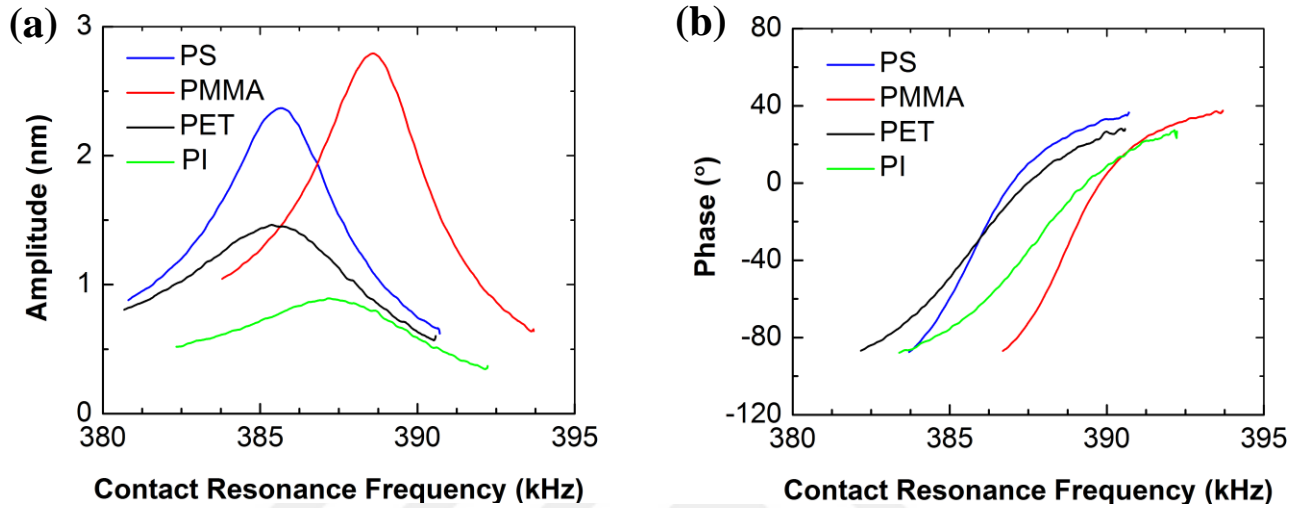 (a)
3
2
1
0
Amplitude (nm)
PS
PMMA
PET
PI
380 385 390 395
Contact Resonance Frequency (kHz)
(b)
80
40
0
-40
-80
-120
Phase (°)
PS
PMMA
PET
PI
380 385 390 395
Contact Resonance Frequency (kHz)